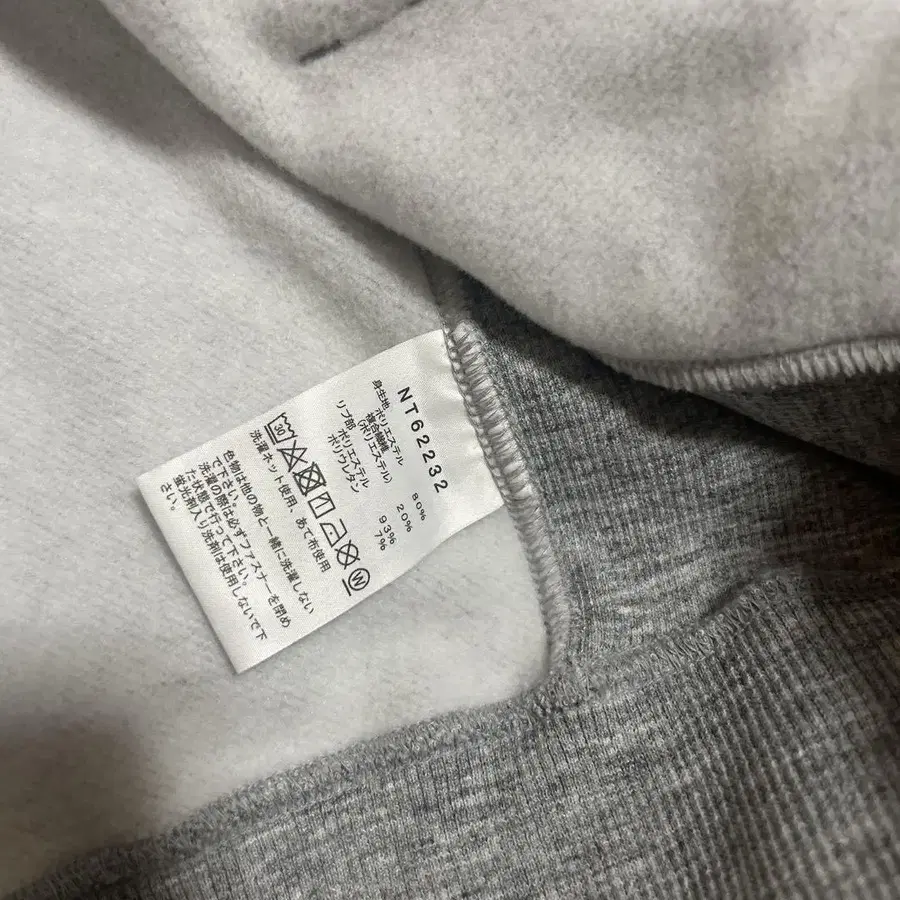 NT62232
身生地 ポリエステル 80%
複合繊維
(ポリエステル) 20%
リブ部 ポリエステル 93%
ポリウレタン 7%
30 W
洗濯ネット使用、あて布使用
色物は他の物と一緒に洗濯しない
で下さい。
洗濯の際は必ずファスナーを閉め
た状態で行って下さい。
蛍光剤入り洗剤は使用しないで下
さい。